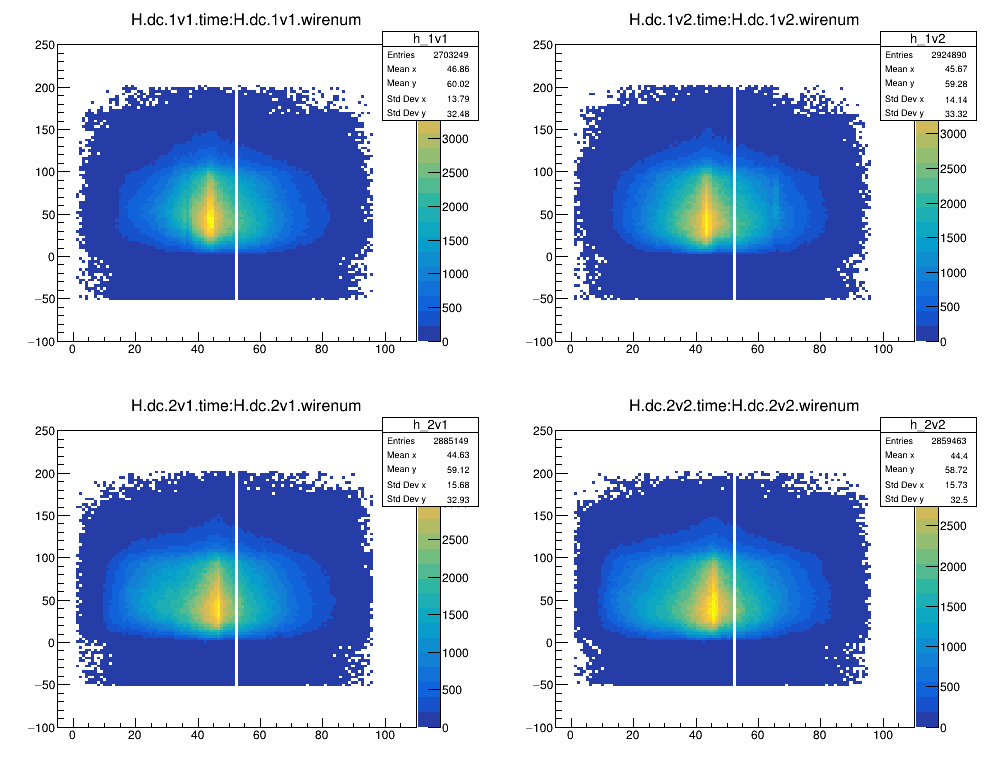 H.dc.1v1.time:H.dc.1v1.wirenum
h_1v1
Entries 2703249
Mean x 46.86
Mean y 60.02
Std Dev x 13.79
Std Dev y 32.48
250
200
150
100
50
0
−50
−100
0 20 40 60 80 100
3000
2500
2000
1500
1000
500
0
H.dc.1v2.time:H.dc.1v2.wirenum
h_1v2
Entries 2924890
Mean x 45.67
Mean y 59.28
Std Dev x 14.14
Std Dev y 33.32
250
200
150
100
50
0
−50
−100
0 20 40 60 80 100
3000
2500
2000
1500
1000
500
0
H.dc.2v1.time:H.dc.2v1.wirenum
h_2v1
Entries 2885149
Mean x 44.63
Mean y 59.12
Std Dev x 15.68
Std Dev y 32.93
250
200
150
100
50
0
−50
−100
0 20 40 60 80 100
2500
2000
1500
1000
500
0
H.dc.2v2.time:H.dc.2v2.wirenum
h_2v2
Entries 2859463
Mean x 44.4
Mean y 58.72
Std Dev x 15.73
Std Dev y 32.5
250
200
150
100
50
0
−50
−100
0 20 40 60 80 100
2500
2000
1500
1000
500
0